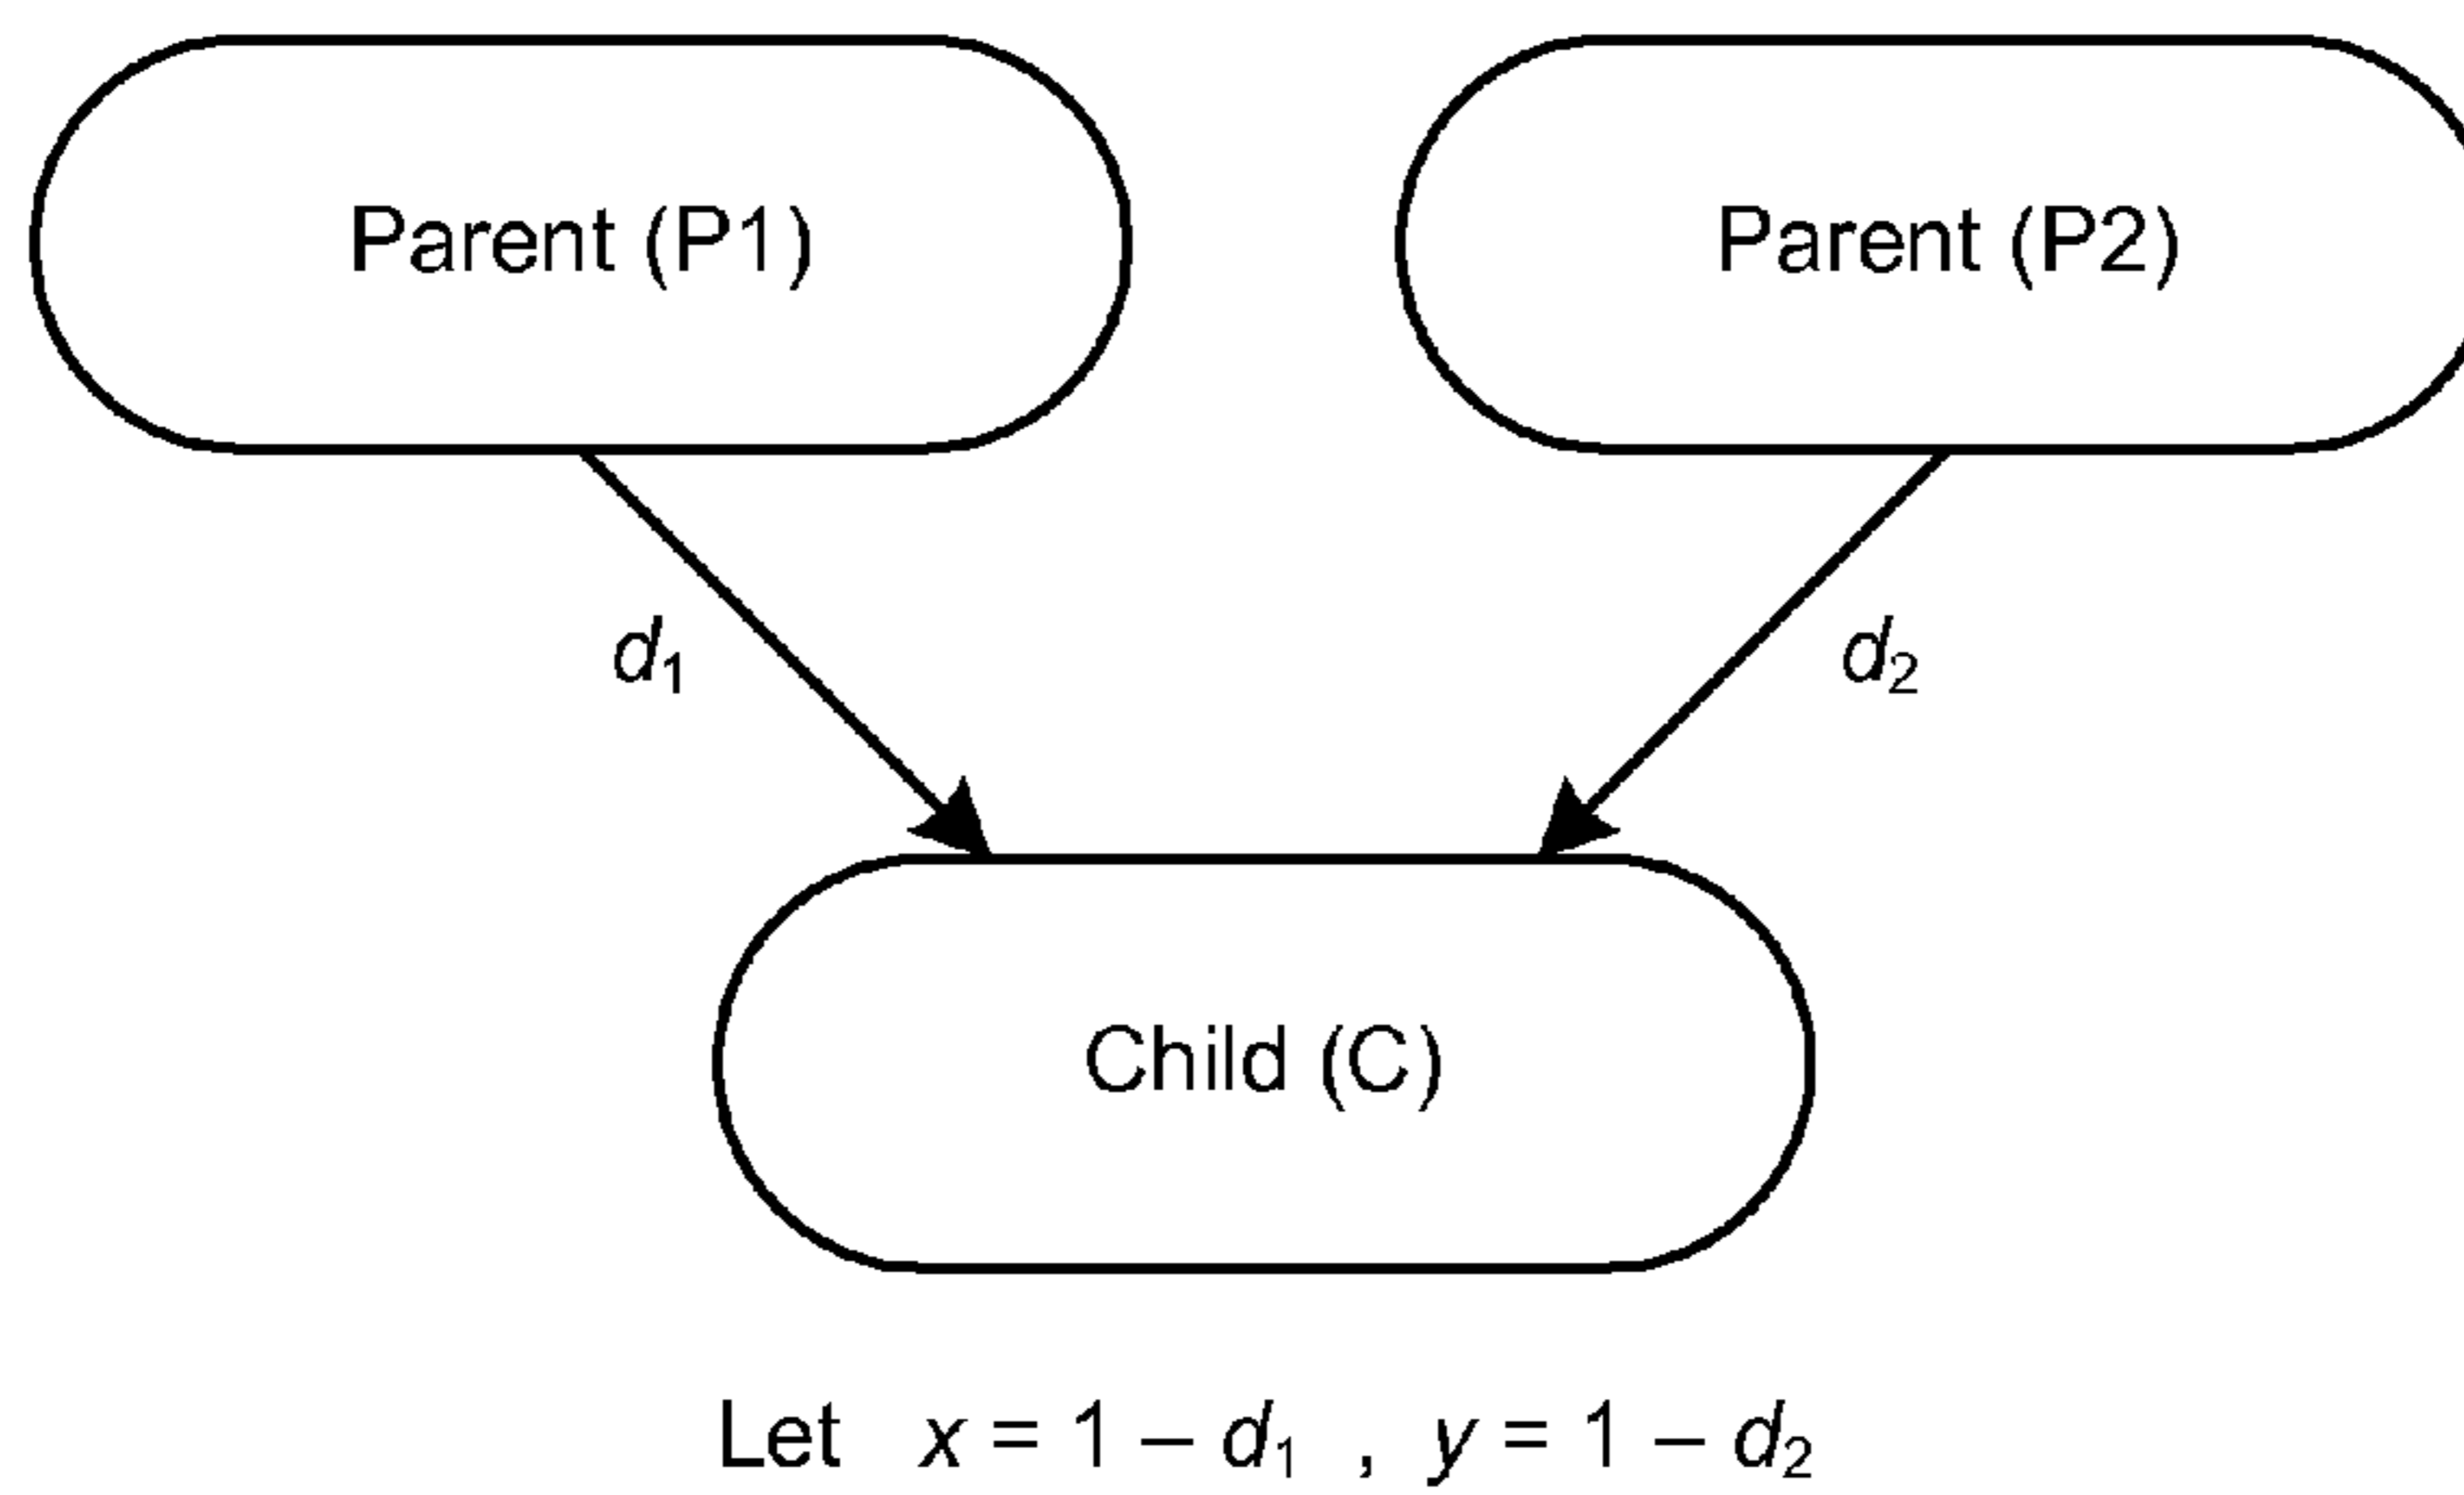 Parent (P1) Parent (P2)
d1 d2
Child (C)
Let x = 1 – d1 , y = 1 – d2